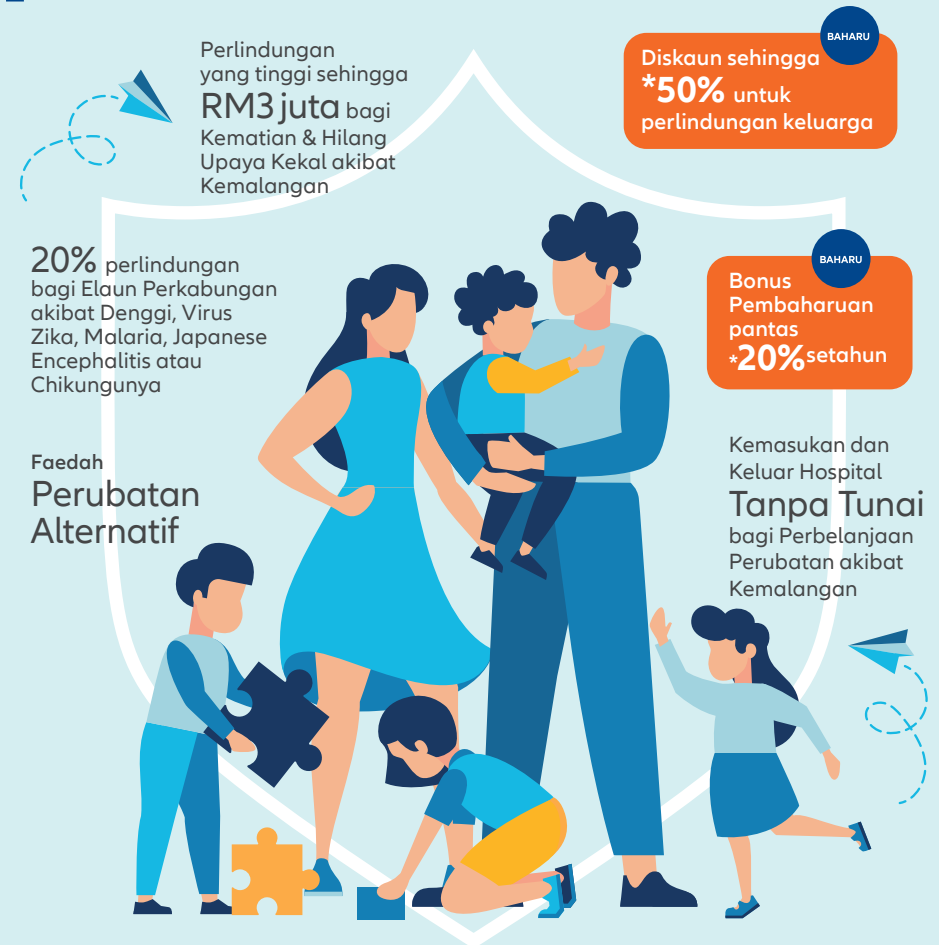 Perlindungan
yang tinggi sehingga
RM3 juta bagi
Kematian & Hilang
Upaya Kekal akibat
Kemalangan
BAHARU
Diskaun sehingga
*50% untuk
perlindungan keluarga
20% perlindungan
bagi Elaun Perkabungan
akibat Denggi, Virus
Zika, Malaria, Japanese
Encephalitis atau
Chikungunya
BAHARU
Bonus
Pembaharuan
pantas
*20% setahun
Faedah
Perubatan
Alternatif
Kemasukan dan
Keluar Hospital
Tanpa Tunai
bagi Perbelanjaan
Perubatan akibat
Kemalangan